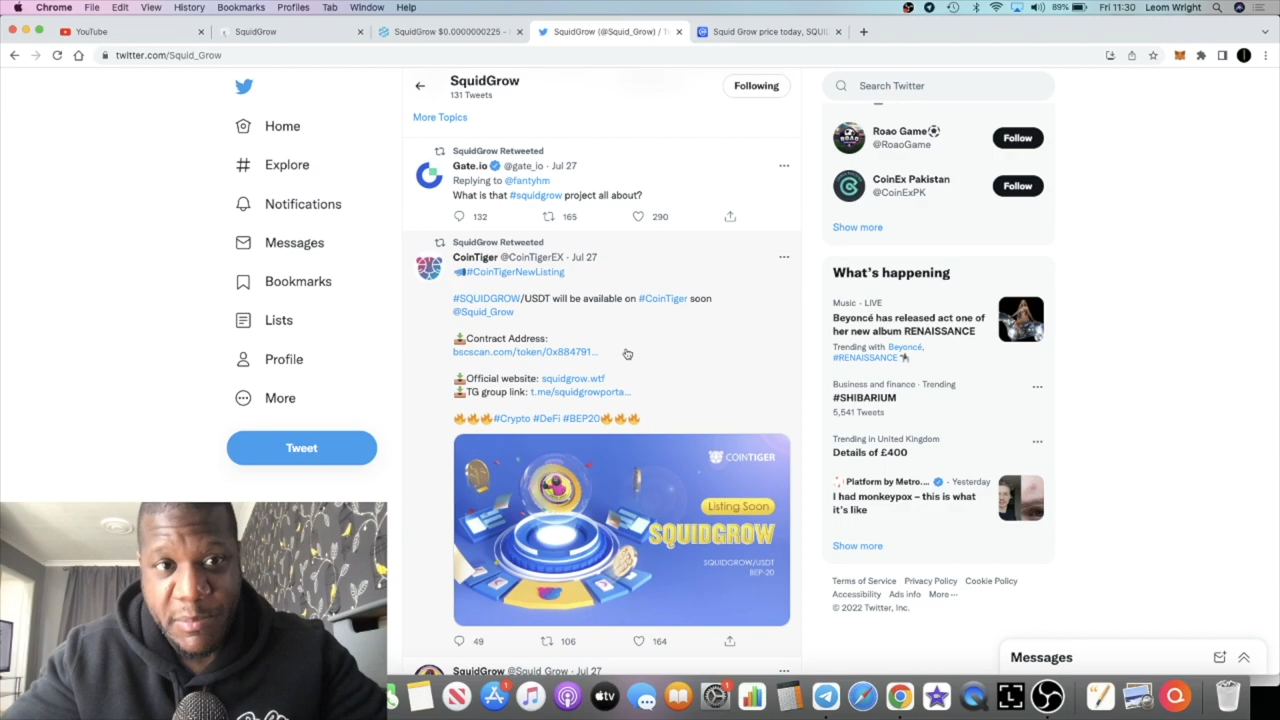 Chrome File Edit View History Bookmarks Profiles Tab Window Help
89% Fri 11:30 Leom Wright
YouTube
SquidGrow
SquidGrow $0.0000000225 -
SquidGrow (@Squid_Grow) / T
Squid Grow price today, SQUI
twitter.com/Squid_Grow
Home
Explore
Notifications
Messages
Bookmarks
Lists
Profile
More
Tweet
SquidGrow
131 Tweets
Following
More Topics
SquidGrow Retweeted
Gate.io @gate_io · Jul 27
Replying to @fantyhm
What is that #squidgrow project all about?
132 165 290
SquidGrow Retweeted
CoinTiger @CoinTigerEX · Jul 27
📣#CoinTigerNewListing
#SQUIDGROW/USDT will be available on #CoinTiger soon
@Squid_Grow
📥Contract Address:
bscscan.com/token/0x884791...
📥Official website: squidgrow.wtf
📥TG group link: t.me/squidgrowporta...
🔥🔥🔥#Crypto #DeFi #BEP20🔥🔥🔥
COINTIGER
Listing Soon
SQUIDGROW
SQUIDGROW/USDT
BEP-20
49 106 164
SquidGrow @Squid_Grow · Jul 27
Search Twitter
Roao Game⚽
@RoaoGame
Follow
CoinEx Pakistan
@CoinExPK
Follow
Show more
What's happening
Music · LIVE
Beyoncé has released act one of
her new album RENAISSANCE
Trending with Beyoncé,
#RENAISSANCE
Business and finance · Trending
#SHIBARIUM
5,541 Tweets
Trending in United Kingdom
Details of £400
Platform by Metro.... · Yesterday
I had monkeypox – this is what
it's like
Show more
Terms of Service Privacy Policy Cookie Policy
Accessibility Ads info More ···
© 2022 Twitter, Inc.
Messages
tv